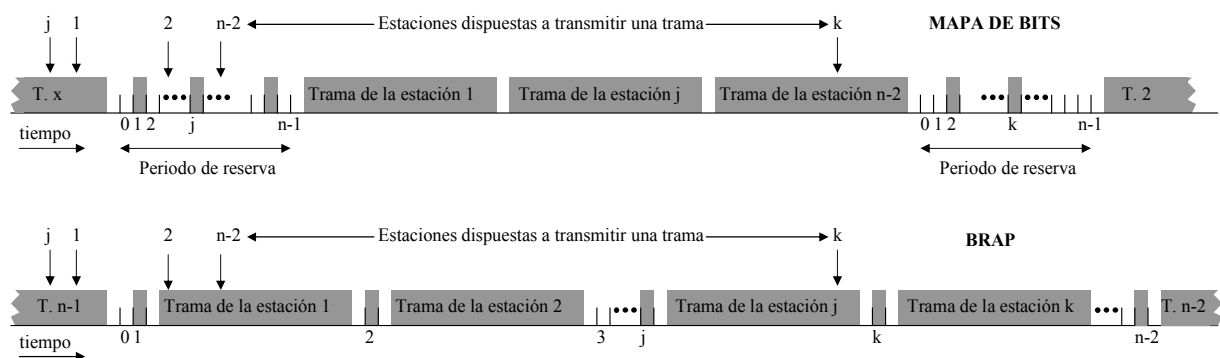 j 1 2 n-2 Estaciones dispuestas a transmitir una trama k MAPA DE BITS
T. x ••• ••• Trama de la estación 1 Trama de la estación j Trama de la estación n-2 ••• ••• T. 2
0 1 2 j n-1 0 1 2 k n-1
tiempo
Periodo de reserva Periodo de reserva
j 1 2 n-2 Estaciones dispuestas a transmitir una trama k BRAP
T. n-1 Trama de la estación 1 Trama de la estación 2 ••• Trama de la estación j Trama de la estación k ••• T. n-2
0 1 2 3 j k n-2
tiempo